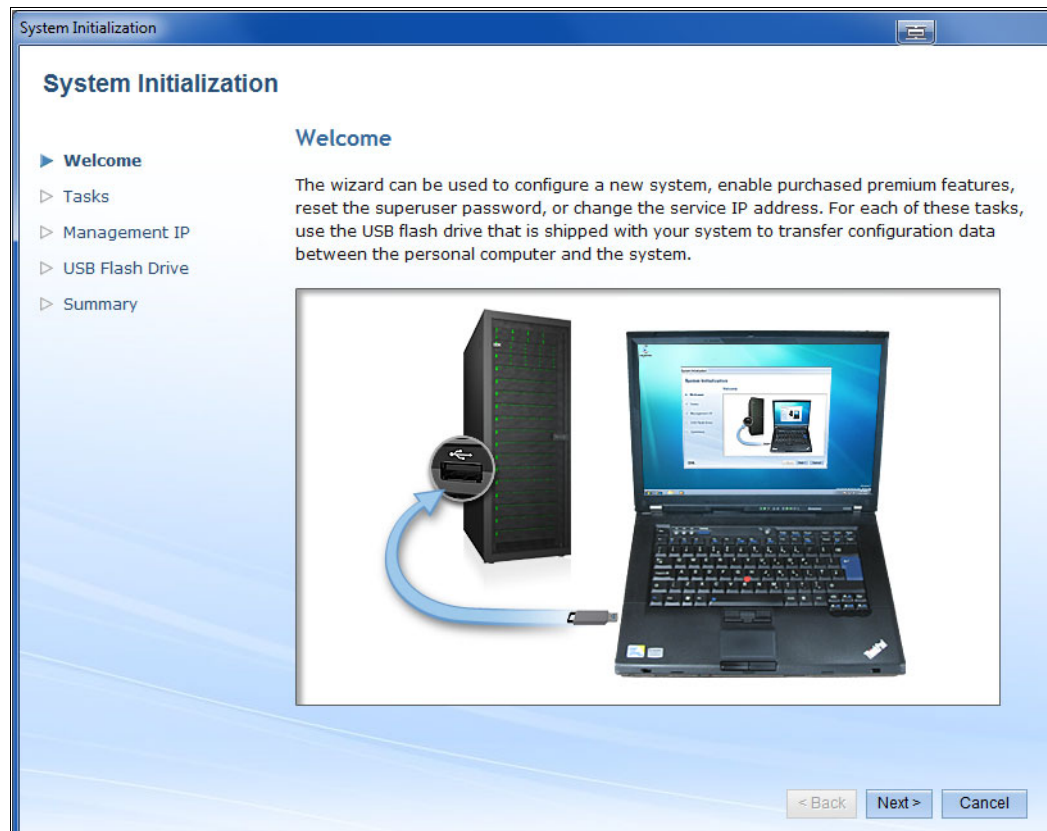 System Initialization
System Initialization
Welcome
Tasks
Management IP
USB Flash Drive
Summary
Welcome
The wizard can be used to configure a new system, enable purchased premium features,
reset the superuser password, or change the service IP address. For each of these tasks,
use the USB flash drive that is shipped with your system to transfer configuration data
between the personal computer and the system.
< Back
Next >
Cancel